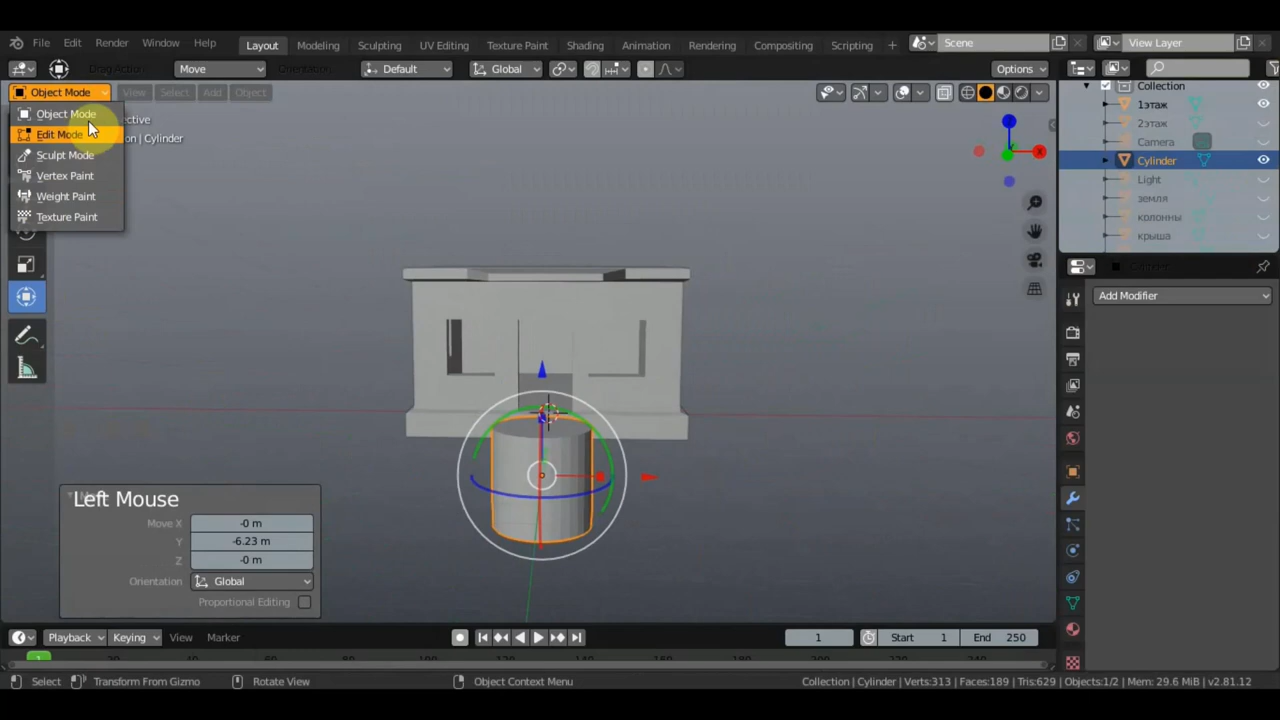 File Edit Render Window Help Layout Modeling Sculpting UV Editing Texture Paint Shading Animation Rendering Compositing Scripting + Scene View Layer
Drag Action: Move Orientation: Default Global Options
Object Mode View Select Add Object
Object Mode
Edit Mode
Sculpt Mode
Vertex Paint
Weight Paint
Texture Paint
ective
on | Cylinder
Collection
1этаж
2этаж
Camera
Cylinder
Light
земля
колонны
крыша
Cylinder
Add Modifier
Left Mouse
Move X -0 m
Y -6.23 m
Z -0 m
Orientation Global
Proportional Editing
Playback Keying View Marker 1 Start 1 End 250
1
Select Transform From Gizmo Rotate View Object Context Menu Collection | Cylinder | Verts:313 | Faces:189 | Tris:629 | Objects:1/2 | Mem: 29.6 MiB | v2.81.12